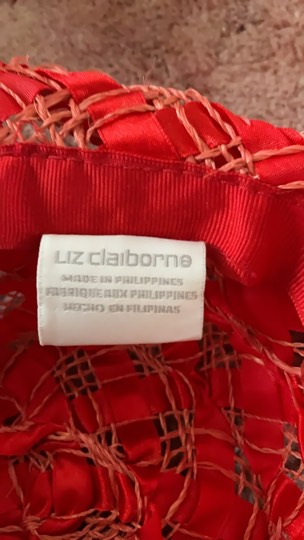 Liz claiborne
MADE IN PHILIPPINES
FABRIQUE AUX PHILIPPINES
HECHO EN FILIPINAS